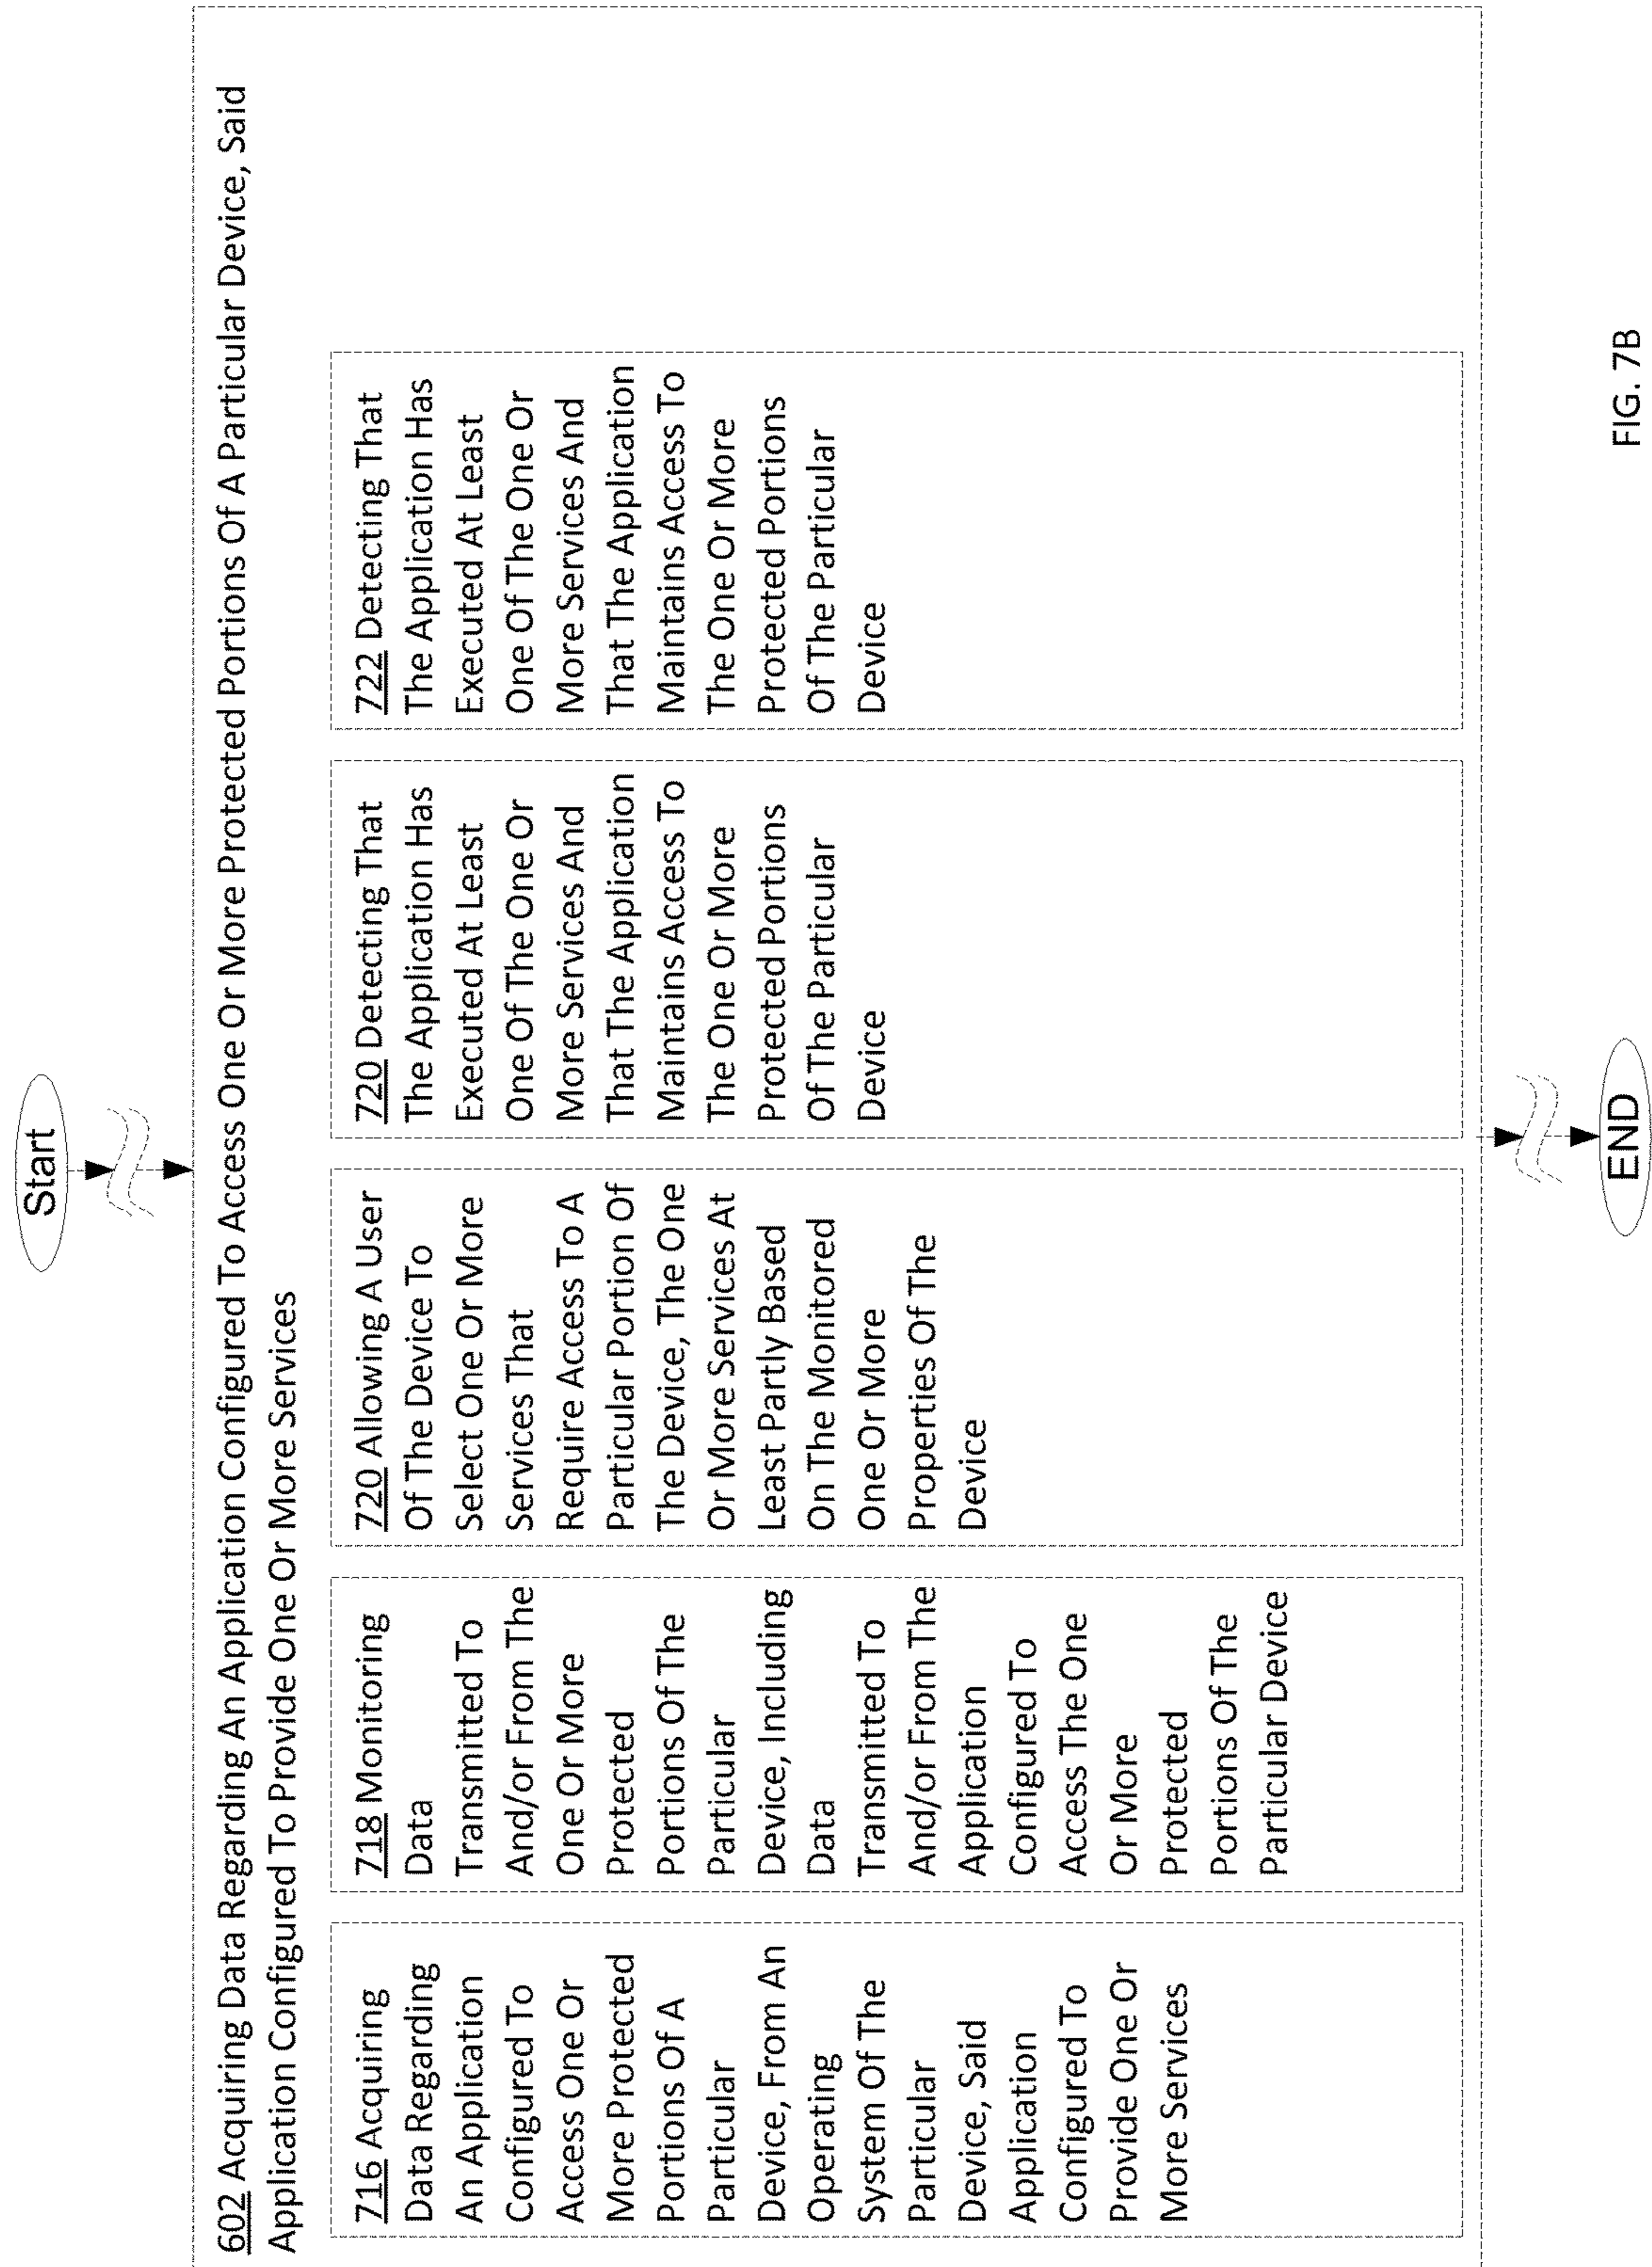 Start
602 Acquiring Data Regarding An Application Configured To Access One Or More Protected Portions Of A Particular Device, Said
Application Configured To Provide One Or More Services
716 Acquiring
Data Regarding
An Application
Configured To
Access One Or
More Protected
Portions Of A
Particular
Device, From An
Operating
System Of The
Particular
Device, Said
Application
Configured To
Provide One Or
More Services
718 Monitoring
Data
Transmitted To
And/or From The
One Or More
Protected
Portions Of The
Particular
Device, Including
Data
Transmitted To
And/or From The
Application
Configured To
Access The One
Or More
Protected
Portions Of The
Particular Device
720 Allowing A User
Of The Device To
Select One Or More
Services That
Require Access To A
Particular Portion Of
The Device, The One
Or More Services At
Least Partly Based
On The Monitored
One Or More
Properties Of The
Device
720 Detecting That
The Application Has
Executed At Least
One Of The One Or
More Services And
That The Application
Maintains Access To
The One Or More
Protected Portions
Of The Particular
Device
722 Detecting That
The Application Has
Executed At Least
One Of The One Or
More Services And
That The Application
Maintains Access To
The One Or More
Protected Portions
Of The Particular
Device
END
FIG. 7B